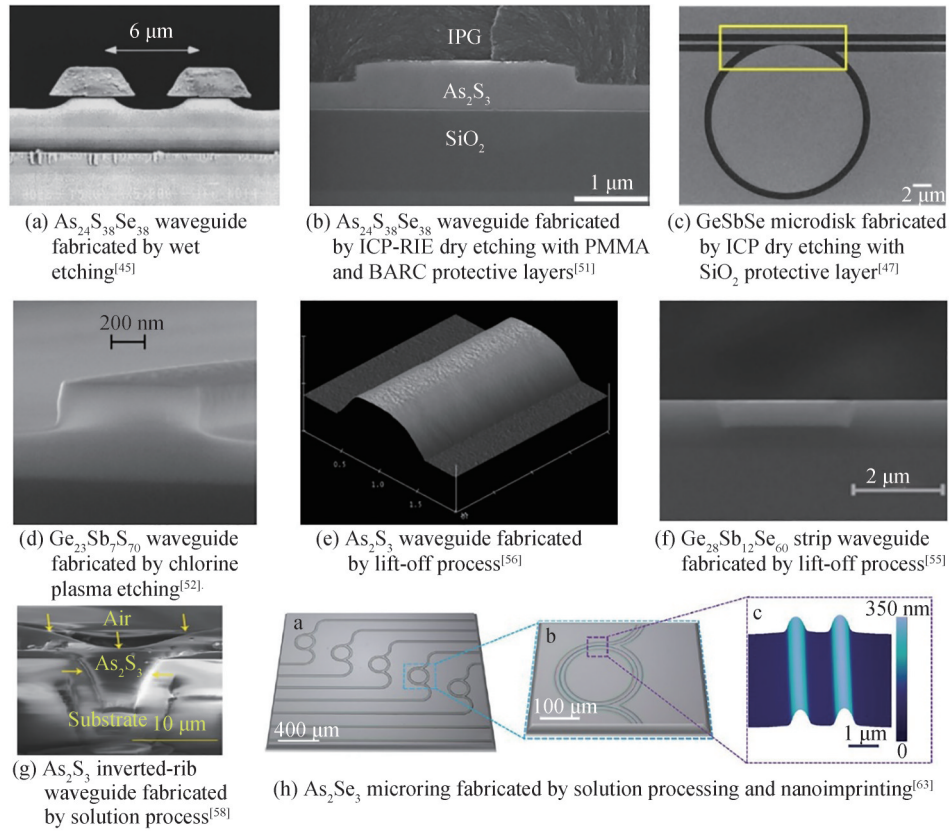 6 μm
IPG
As₂S₃
SiO₂
1 μm
2 μm
(a) As₂₄S₃₈Se₃₈ waveguide
fabricated by wet
etching[45]
(b) As₂₄S₃₈Se₃₈ waveguide fabricated
by ICP-RIE dry etching with PMMA
and BARC protective layers[51]
(c) GeSbSe microdisk fabricated
by ICP dry etching with
SiO₂ protective layer[47]
200 nm
0.5
1.0
1.5
2 μm
(d) Ge₂₃Sb₇S₇₀ waveguide
fabricated by chlorine
plasma etching[52].
(e) As₂S₃ waveguide fabricated
by lift-off process[56]
(f) Ge₂₈Sb₁₂Se₆₀ strip waveguide
fabricated by lift-off process[55]
Air
As₂S₃
Substrate 10 μm
a
400 μm
b
100 μm
c
350 nm
0
1 μm
(g) As₂S₃ inverted-rib
waveguide fabricated
by solution process[58]
(h) As₂Se₃ microring fabricated by solution processing and nanoimprinting[63]